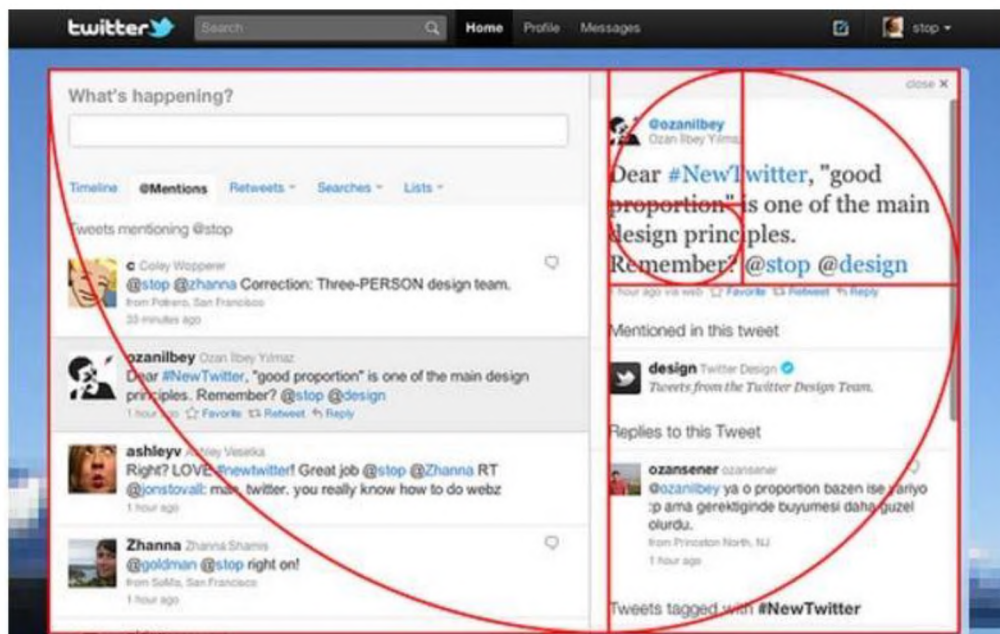 twitter
Search
Home Profile Messages
stop
What's happening?
close X
@ozanilbey
Ozan Ilbey Yılmaz
Dear #NewTwitter, "good
proportion" is one of the main
design principles.
Remember? @stop @design
1 hour ago via web Favorite Retweet Reply
Timeline @Mentions Retweets Searches Lists
Tweets mentioning @stop
c Coley Wopperer
@stop @zhanna Correction: Three-PERSON design team.
from Potrero, San Francisco
33 minutes ago
ozanilbey Ozan Ilbey Yılmaz
Dear #NewTwitter, "good proportion" is one of the main design
principles. Remember? @stop @design
1 hour ago Favorite Retweet Reply
ashleyv Ashley Veselka
Right? LOVE #newtwitter! Great job @stop @Zhanna RT
@jonstovall: man, twitter. you really know how to do webz
1 hour ago
Zhanna Zhanna Shamis
@goldman @stop right on!
from SoMa, San Francisco
1 hour ago
Mentioned in this tweet
design Twitter Design
Tweets from the Twitter Design Team.
Replies to this Tweet
ozansener ozansener
@ozanilbey ya o proportion bazen ise yariyo
:p ama gerektiginde buyumesi daha guzel
olurdu.
from Princeton North, NJ
1 hour ago
Tweets tagged with #NewTwitter